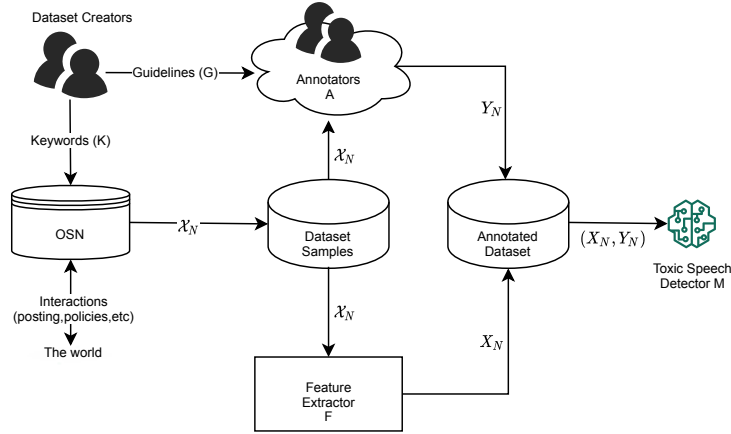 Dataset Creators
Guidelines (G)
Annotators
A
Keywords (K)
𝒳_N
Y_N
OSN
𝒳_N
Dataset
Samples
Annotated
Dataset
(X_N, Y_N)
Toxic Speech
Detector M
Interactions
(posting,policies,etc)
The world
𝒳_N
X_N
Feature
Extractor
F